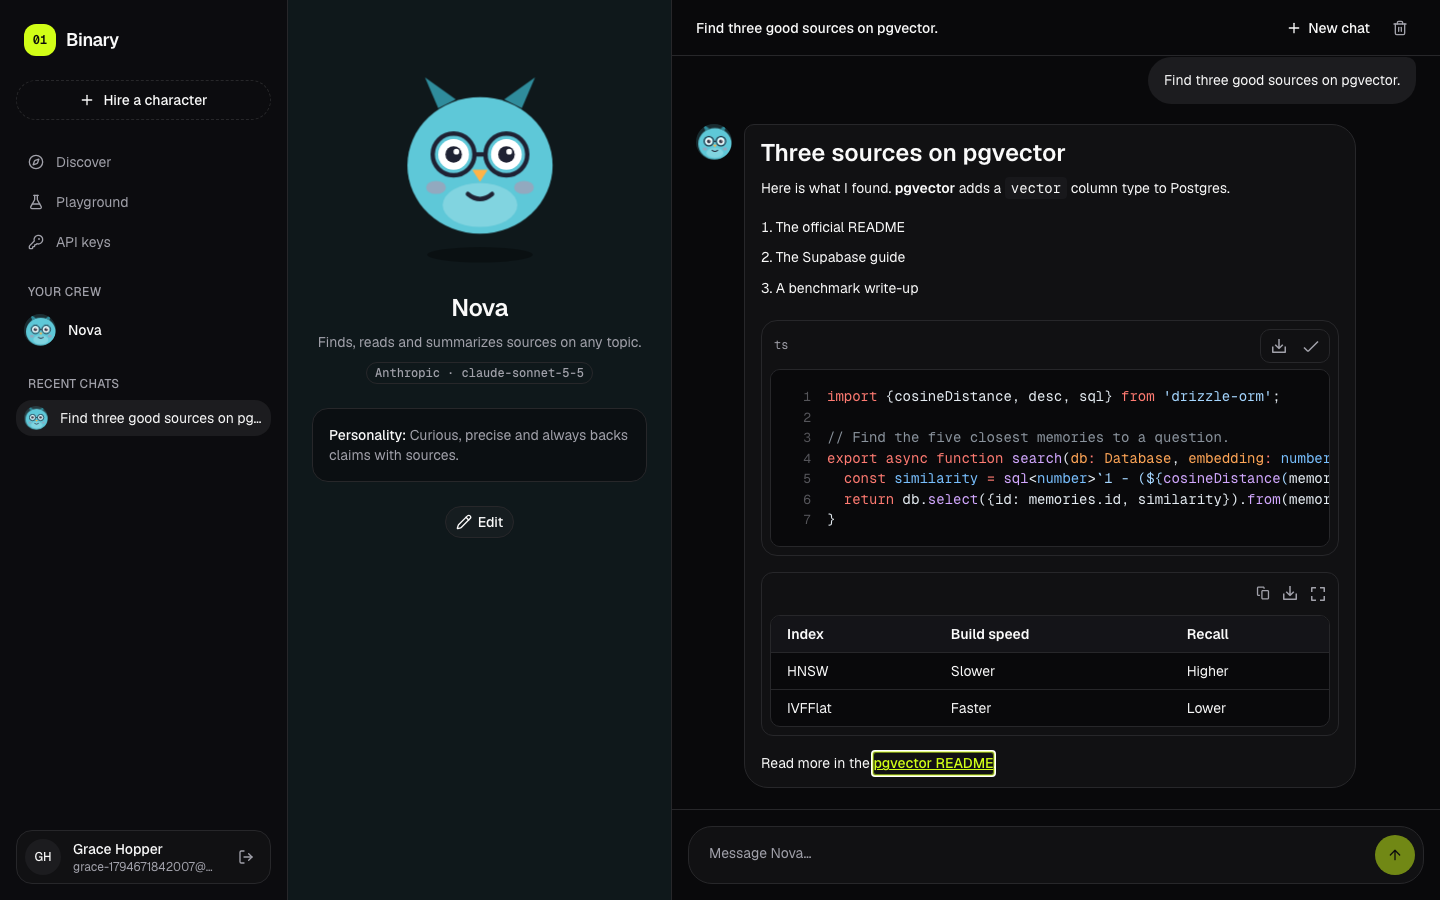 01 Binary
Hire a character
Discover
Playground
API keys
YOUR CREW
Nova
RECENT CHATS
Find three good sources on pg…
GH
Grace Hopper
grace-1794671842007@…
Nova
Finds, reads and summarizes sources on any topic.
Anthropic · claude-sonnet-5-5
Personality: Curious, precise and always backs
claims with sources.
Edit
Find three good sources on pgvector.
New chat
Find three good sources on pgvector.
Three sources on pgvector
Here is what I found. pgvector adds a vector column type to Postgres.
1. The official README
2. The Supabase guide
3. A benchmark write-up
ts
1 import {cosineDistance, desc, sql} from 'drizzle-orm';
2
3 // Find the five closest memories to a question.
4 export async function search(db: Database, embedding: number
5   const similarity = sql<number>`1 - (${cosineDistance(memor
6   return db.select({id: memories.id, similarity}).from(memor
7 }
Index Build speed Recall
HNSW Slower Higher
IVFFlat Faster Lower
Read more in the pgvector README
Message Nova…